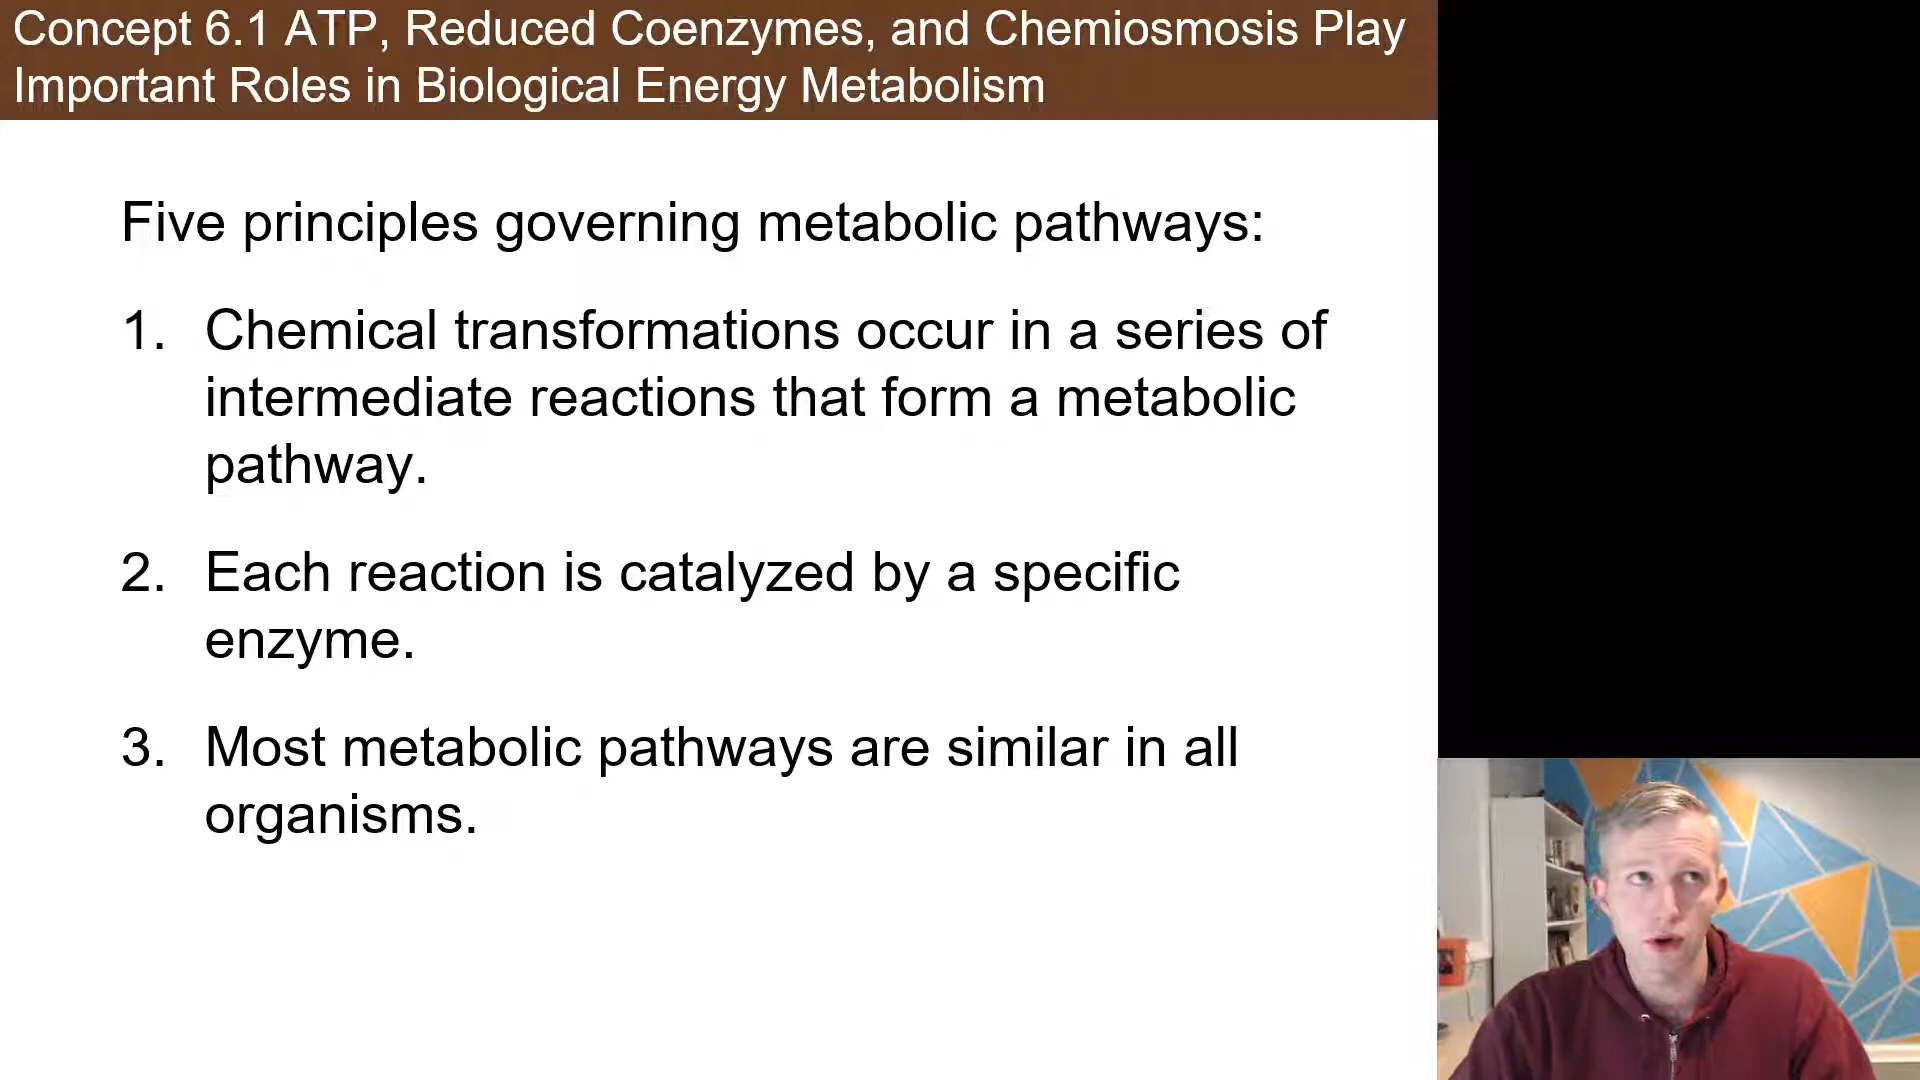 Concept 6.1 ATP, Reduced Coenzymes, and Chemiosmosis Play
Important Roles in Biological Energy Metabolism
Five principles governing metabolic pathways:
1. Chemical transformations occur in a series of
intermediate reactions that form a metabolic
pathway.
2. Each reaction is catalyzed by a specific
enzyme.
3. Most metabolic pathways are similar in all
organisms.